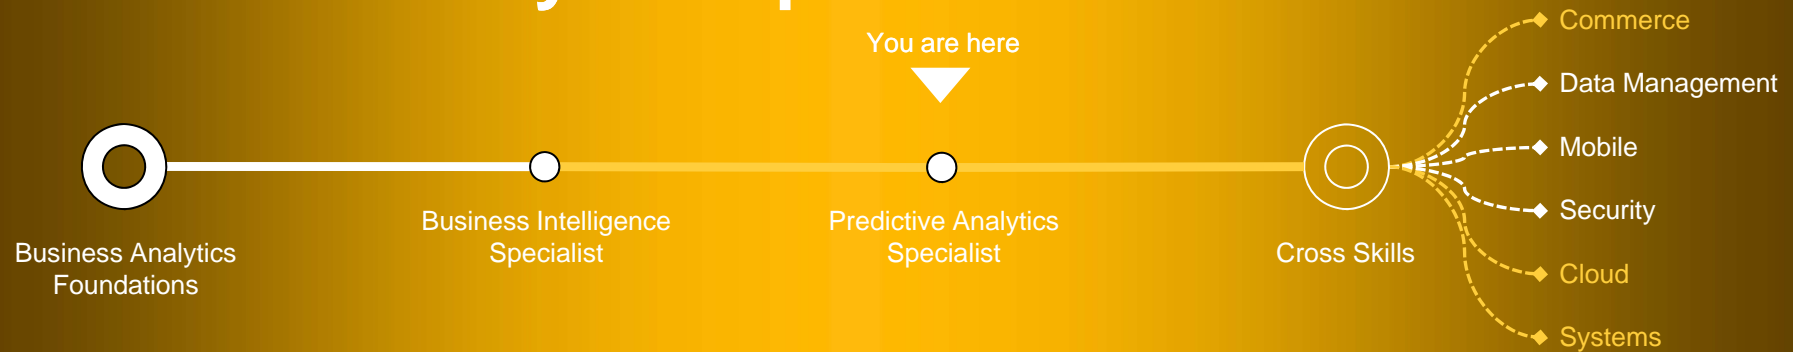 You are here
Business Analytics
Foundations
Business Intelligence
Specialist
Predictive Analytics
Specialist
Cross Skills
Commerce
Data Management
Mobile
Security
Cloud
Systems